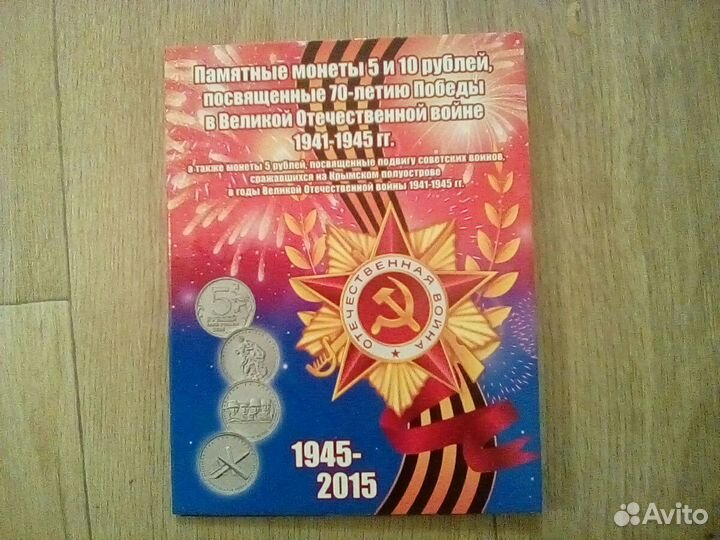 Памятные монеты 5 и 10 рублей,
посвященные 70-летию Победы
в Великой Отечественной войне
1941-1945 гг.
а также монеты 5 рублей, посвященные подвигу советских воинов,
сражавшихся на Крымском полуострове
в годы Великой Отечественной войны 1941-1945 гг.
ОТЕЧЕСТВЕННАЯ ВОЙНА
5
1945-
2015
Avito